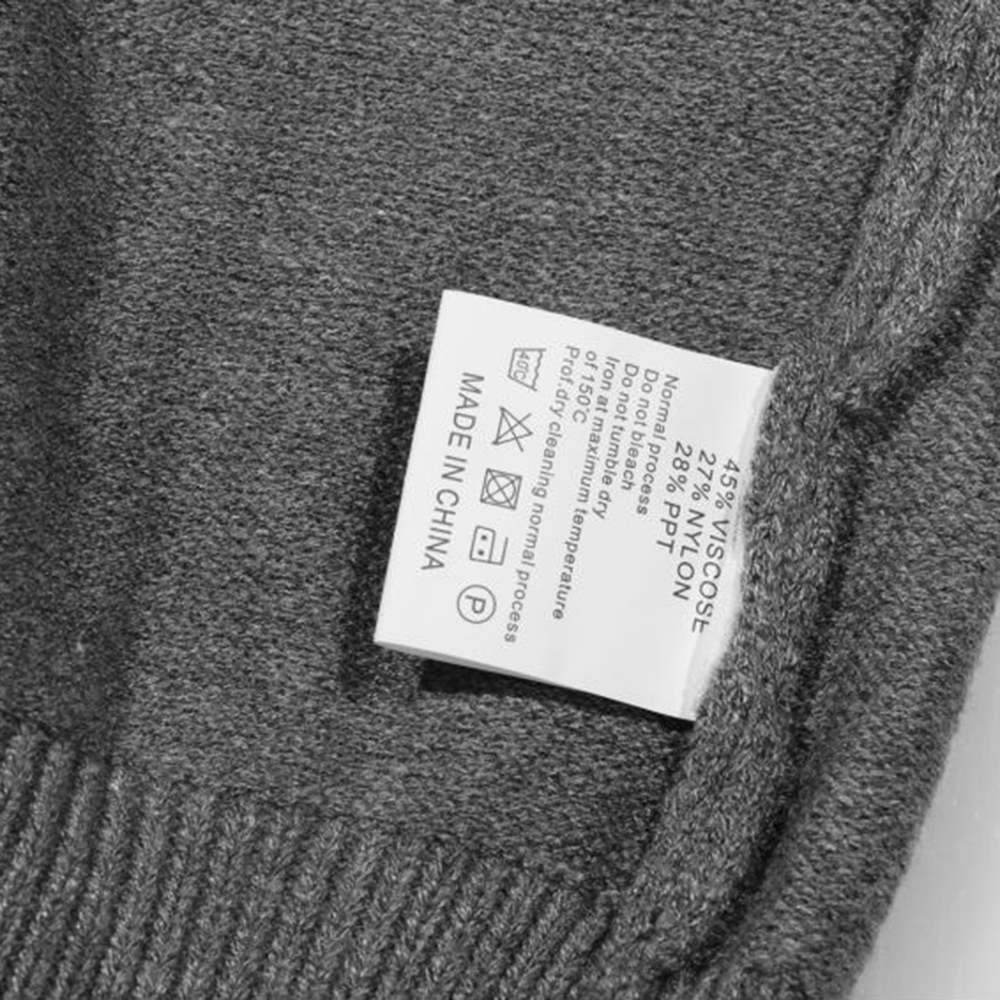 45% VISCOSE
27% NYLON
28% PPT
Normal process
Do not bleach
Do not tumble dry
Iron at maximum temperature
of 150℃
Prof.dry cleaning normal process
40℃
P
MADE IN CHINA